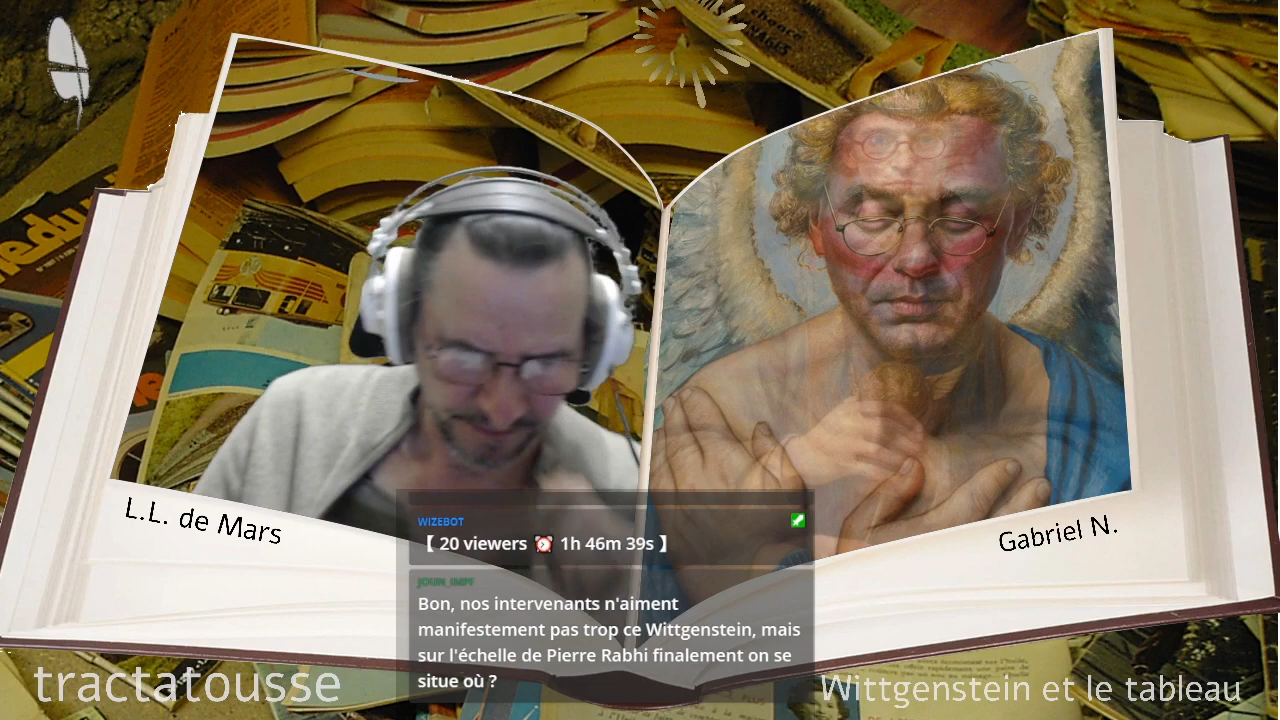 L.L. de Mars
Gabriel N.
WIZEBOT
【 20 viewers ⏰ 1h 46m 39s 】
JOUIN_IMPF
Bon, nos intervenants n'aiment
manifestement pas trop ce Wittgenstein, mais
sur l'échelle de Pierre Rabhi finalement on se
situe où ?
tractatousse
Wittgenstein et le tableau